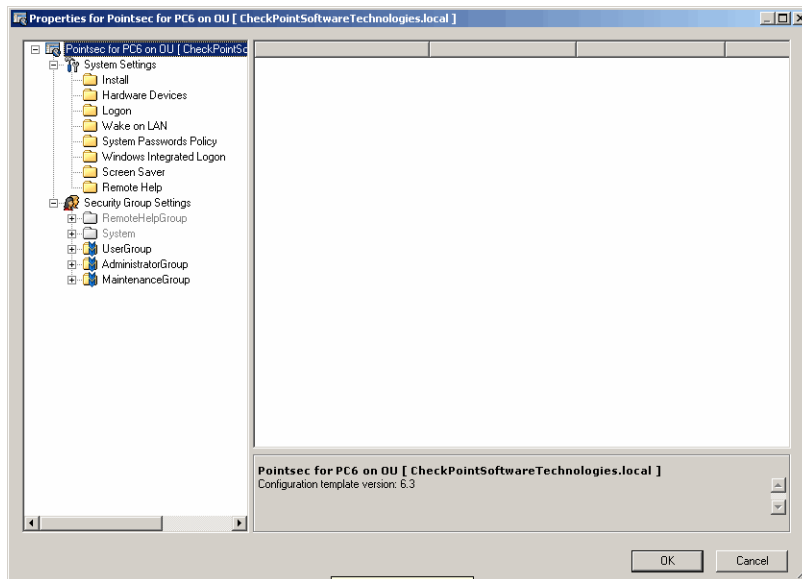 Properties for Pointsec for PC6 on OU [ CheckPointSoftwareTechnologies.local ]
Pointsec for PC6 on OU [ CheckPointSc
System Settings
Install
Hardware Devices
Logon
Wake on LAN
System Passwords Policy
Windows Integrated Logon
Screen Saver
Remote Help
Security Group Settings
RemoteHelpGroup
System
UserGroup
AdministratorGroup
MaintenanceGroup
Pointsec for PC6 on OU [ CheckPointSoftwareTechnologies.local ]
Configuration template version: 6.3
OK
Cancel